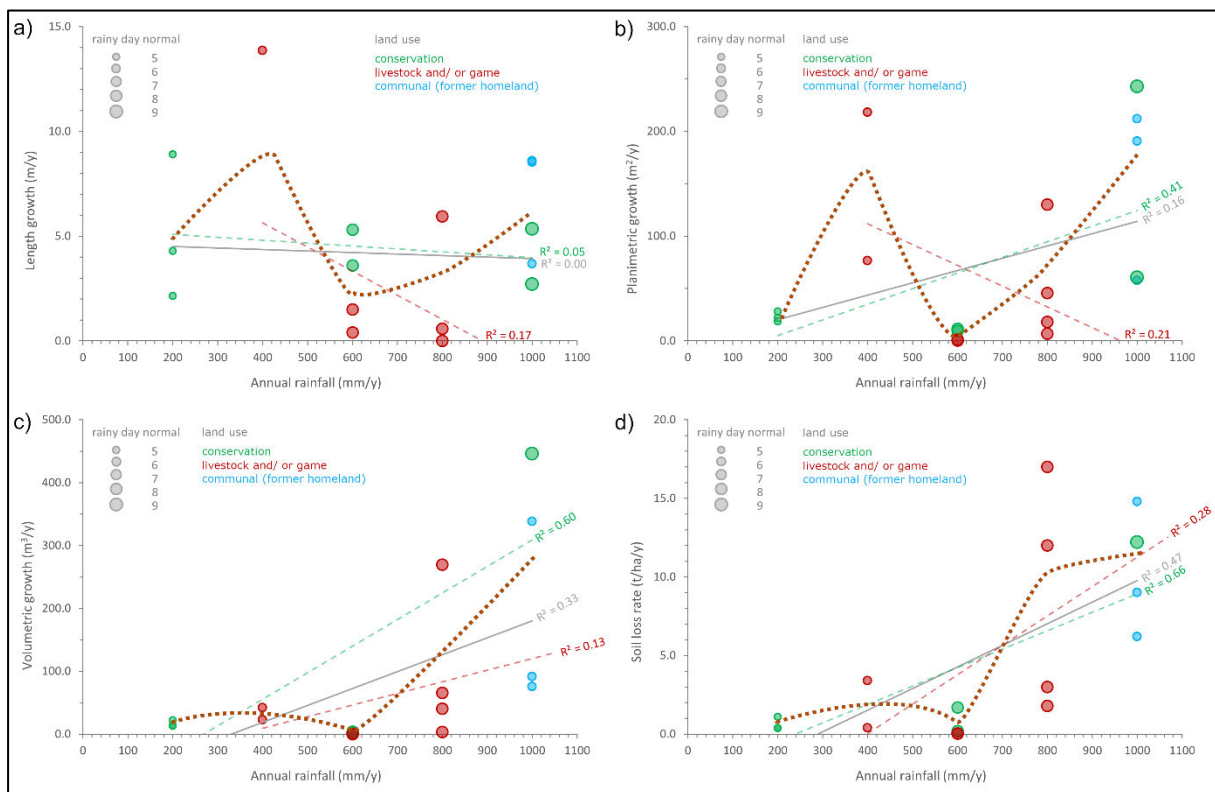 a)
15.0
10.0
5.0
0.0
Length growth (m/y)
rainy day normal
5
6
7
8
9
land use
conservation
livestock and/ or game
communal (former homeland)
R² = 0.05
R² = 0.00
R² = 0.17
0 100 200 300 400 500 600 700 800 900 1000 1100
Annual rainfall (mm/y)
b)
300.0
200.0
100.0
0.0
Planimetric growth (m²/y)
rainy day normal
5
6
7
8
9
land use
conservation
livestock and/ or game
communal (former homeland)
R² = 0.41
R² = 0.16
R² = 0.21
0 100 200 300 400 500 600 700 800 900 1000 1100
Annual rainfall (mm/y)
c)
500.0
400.0
300.0
200.0
100.0
0.0
Volumetric growth (m³/y)
rainy day normal
5
6
7
8
9
land use
conservation
livestock and/ or game
communal (former homeland)
R² = 0.60
R² = 0.33
R² = 0.13
0 100 200 300 400 500 600 700 800 900 1000 1100
Annual rainfall (mm/y)
d)
20.0
15.0
10.0
5.0
0.0
Soil loss rate (t/ha/y)
rainy day normal
5
6
7
8
9
land use
conservation
livestock and/ or game
communal (former homeland)
R² = 0.28
R² = 0.47
R² = 0.66
0 100 200 300 400 500 600 700 800 900 1000 1100
Annual rainfall (mm/y)